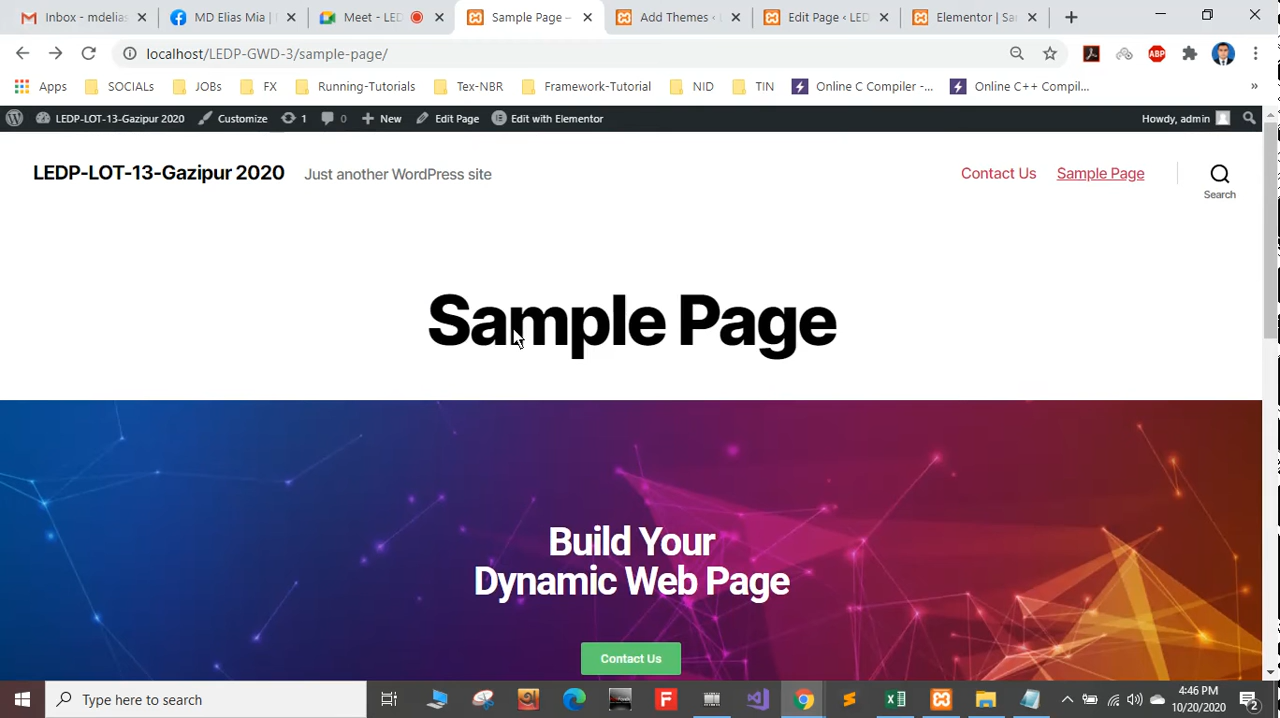 Inbox - mdelias
MD Elias Mia |
Meet - LED
Sample Page –
Add Themes ‹
Edit Page ‹ LED
Elementor | Sa
localhost/LEDP-GWD-3/sample-page/
ABP
Apps
SOCIALs
JOBs
FX
Running-Tutorials
Tex-NBR
Framework-Tutorial
NID
TIN
Online C Compiler -...
Online C++ Compil...
»
LEDP-LOT-13-Gazipur 2020
Customize
1
0
New
Edit Page
Edit with Elementor
Howdy, admin
LEDP-LOT-13-Gazipur 2020
Just another WordPress site
Contact Us
Sample Page
Search
Sample Page
Build Your
Dynamic Web Page
Contact Us
Type here to search
4:46 PM
10/20/2020
2